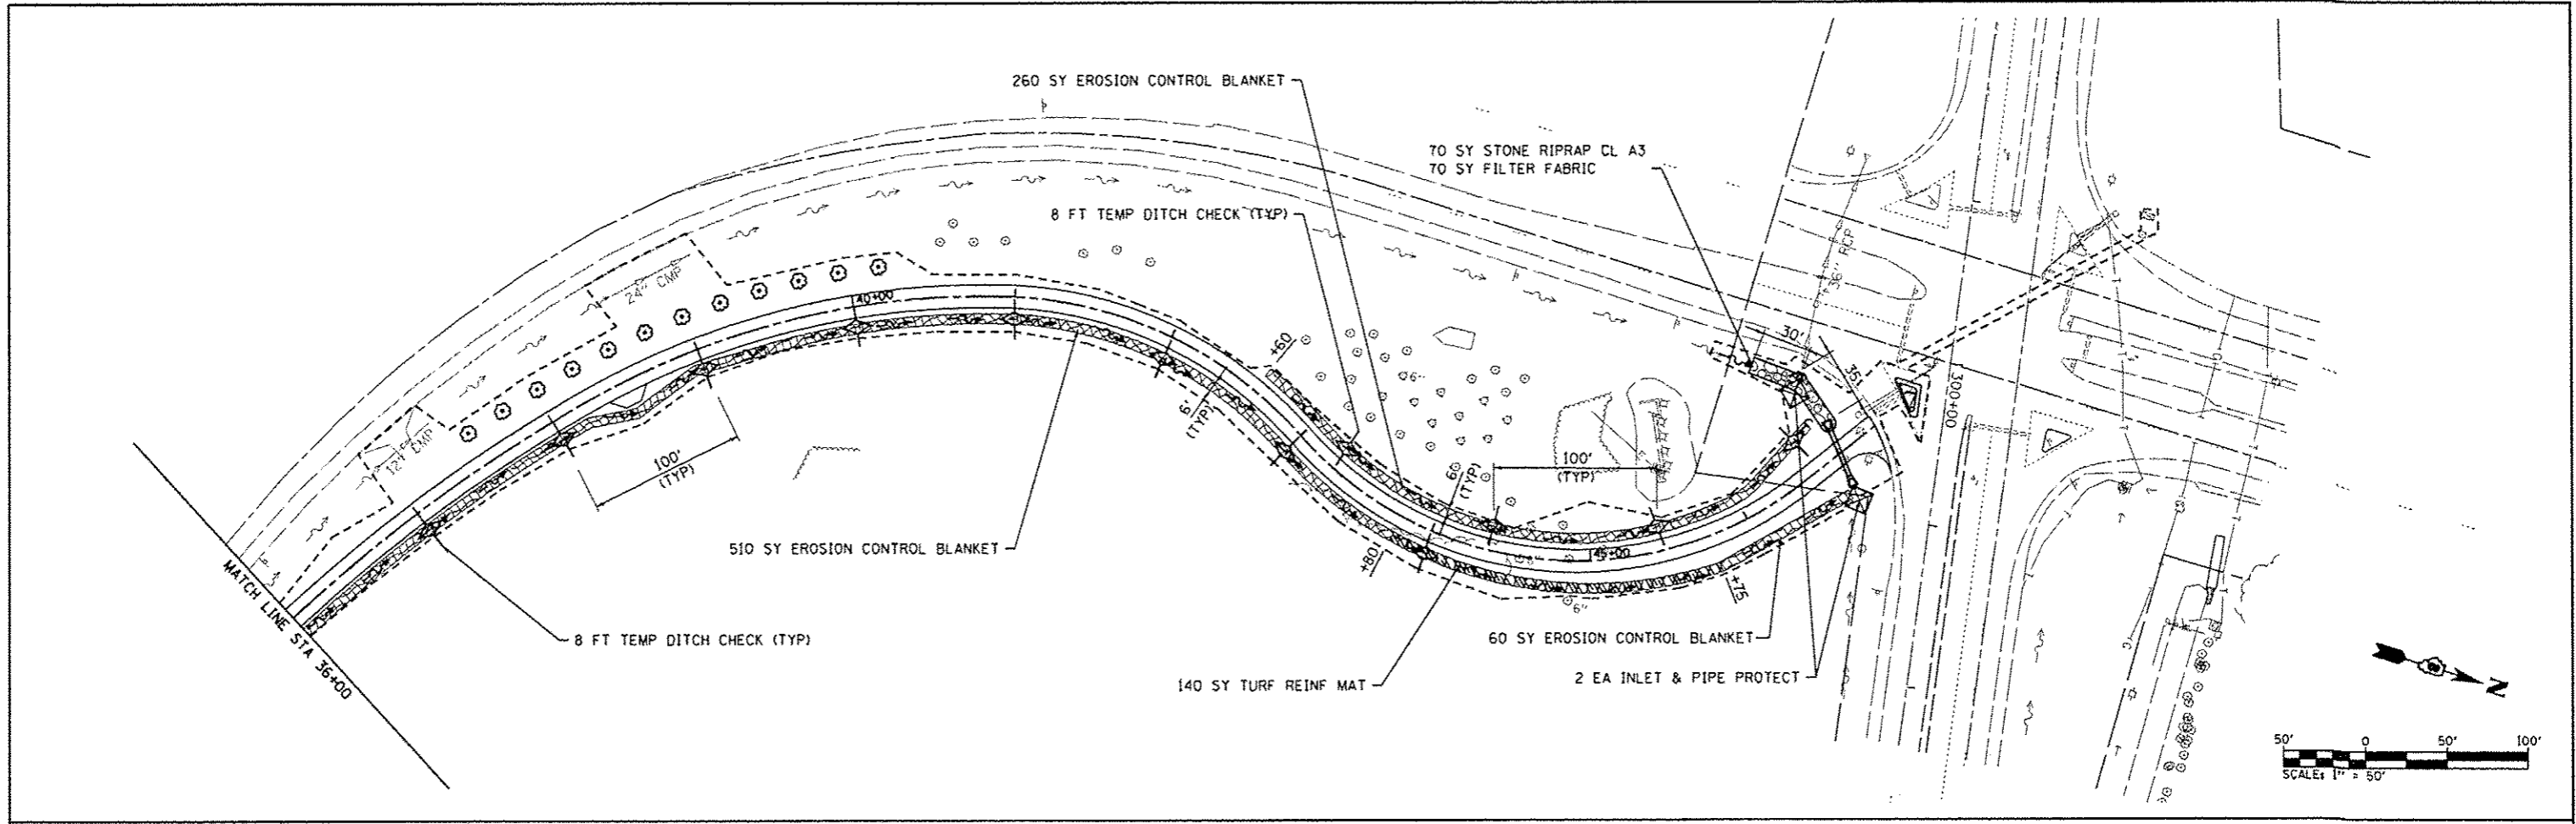 260 SY EROSION CONTROL BLANKET
70 SY STONE RIPRAP CL A3
70 SY FILTER FABRIC
8 FT TEMP DITCH CHECK (TYP)
36" RCP
24" CMP
40+00
30'
35'
+60
300+00
6"
12" CMP
6'
(TYP)
100'
(TYP)
6'
(TYP)
100'
(TYP)
510 SY EROSION CONTROL BLANKET
45+00
8"
+80
+75
6"
MATCH LINE STA 36+00
8 FT TEMP DITCH CHECK (TYP)
60 SY EROSION CONTROL BLANKET
140 SY TURF REINF MAT
2 EA INLET & PIPE PROTECT
N
50' 0 50' 100'
SCALE: 1" = 50'